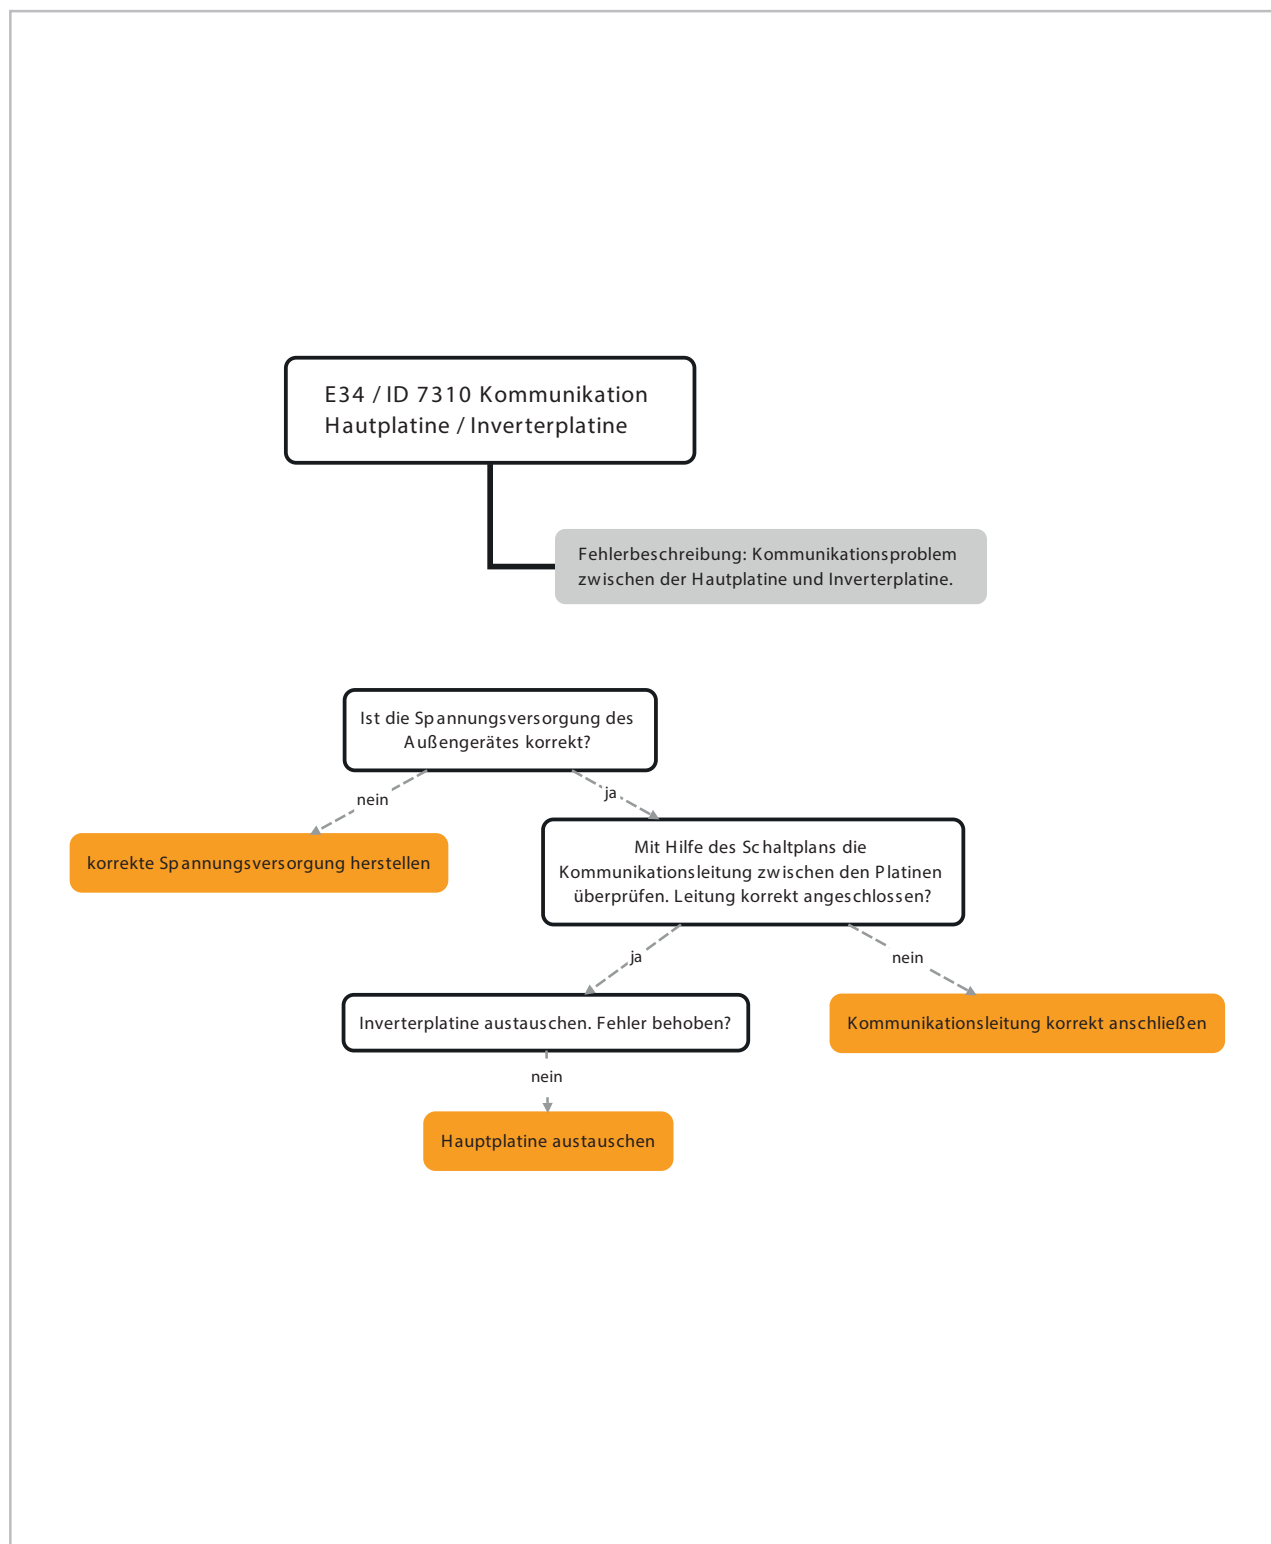 E34 / ID 7310 Kommunikation
Hautplatine / Inverterplatine
Fehlerbeschreibung: Kommunikationsproblem
zwischen der Hautplatine und Inverterplatine.
Ist die Spannungsversorgung des
Außengerätes korrekt?
nein
ja
korrekte Spannungsversorgung herstellen
Mit Hilfe des Schaltplans die
Kommunikationsleitung zwischen den Platinen
überprüfen. Leitung korrekt angeschlossen?
ja
nein
Inverterplatine austauschen. Fehler behoben?
Kommunikationsleitung korrekt anschließen
nein
Hauptplatine austauschen